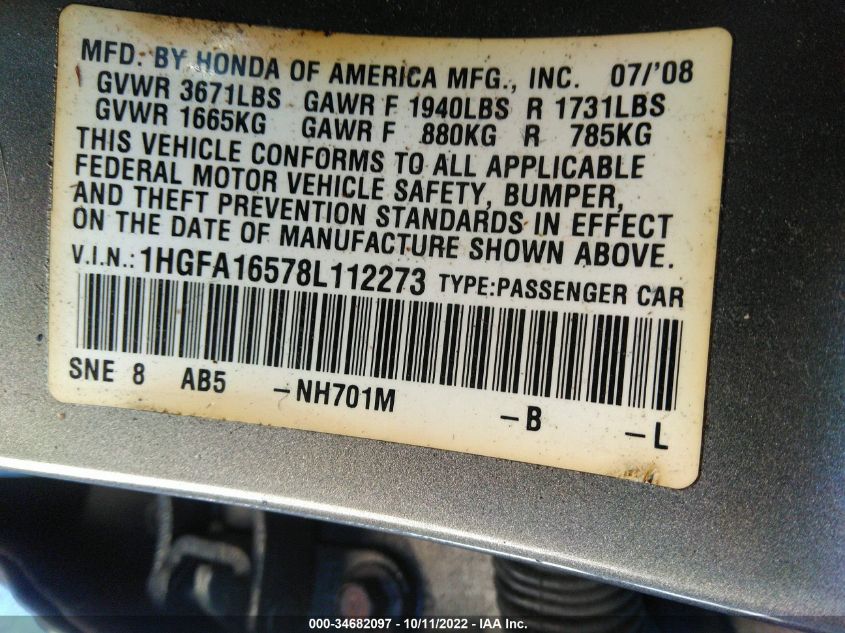 MFD. BY HONDA OF AMERICA MFG., INC. 07/'08
GVWR 3671LBS GAWR F 1940LBS R 1731LBS
GVWR 1665KG GAWR F 880KG R 785KG
THIS VEHICLE CONFORMS TO ALL APPLICABLE
FEDERAL MOTOR VEHICLE SAFETY, BUMPER,
AND THEFT PREVENTION STANDARDS IN EFFECT
ON THE DATE OF MANUFACTURE SHOWN ABOVE.
V.I.N.: 1HGFA16578L112273 TYPE:PASSENGER CAR
SNE 8 AB5 -NH701M -B -L
000-34682097 - 10/11/2022 - IAA Inc.